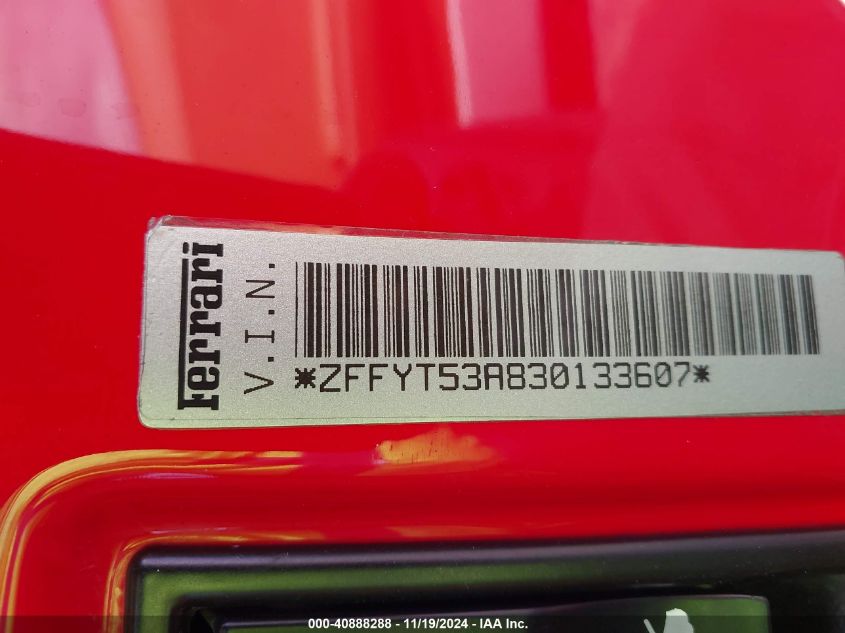 Ferrari
V.I.N.
*ZFFYT53A830133607*
000-40888288 - 11/19/2024 - IAA Inc.